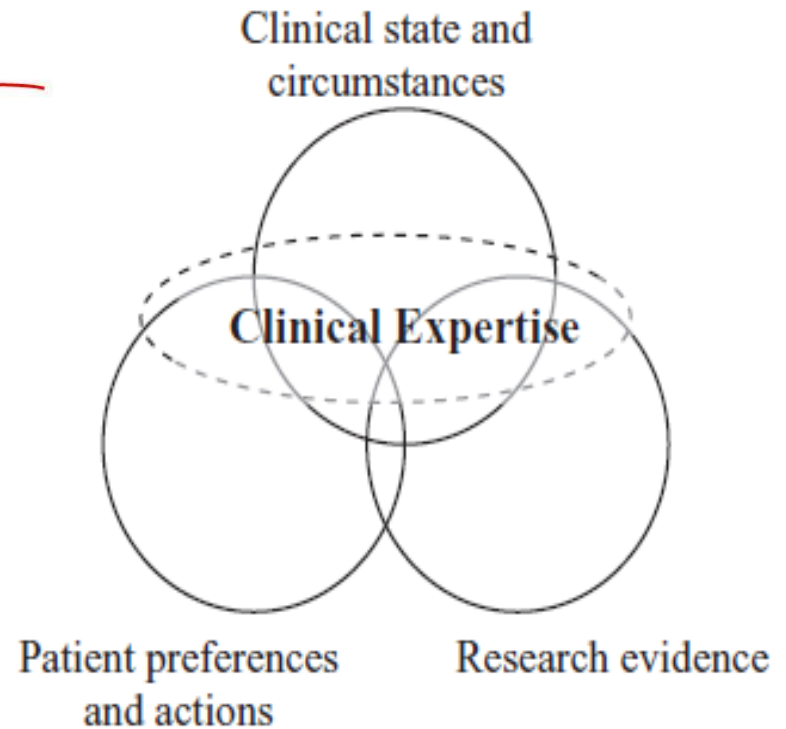 Clinical state and
circumstances
Clinical Expertise
Patient preferences
and actions
Research evidence